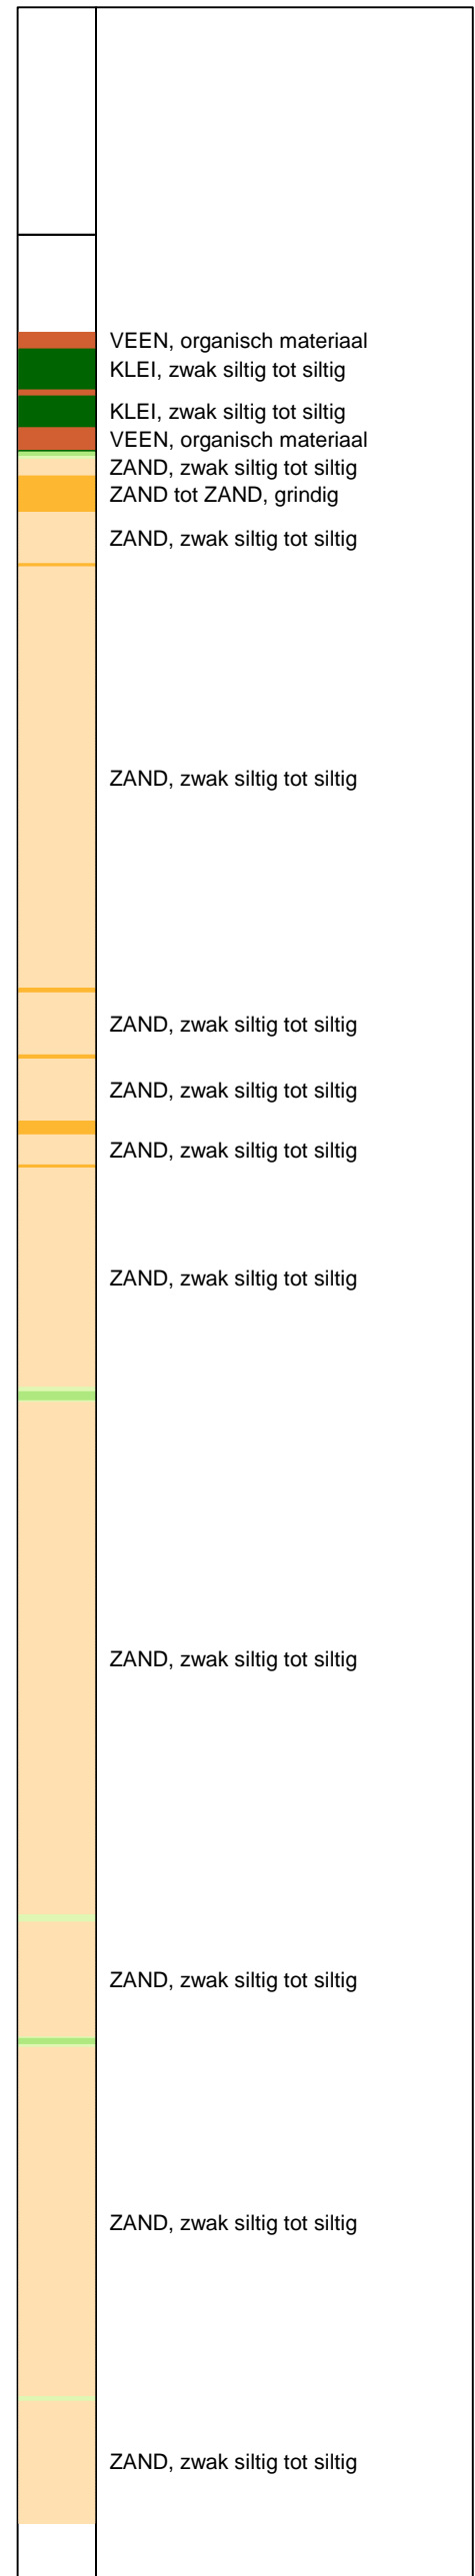 VEEN, organisch materiaal
KLEI, zwak siltig tot siltig
KLEI, zwak siltig tot siltig
VEEN, organisch materiaal
ZAND, zwak siltig tot siltig
ZAND tot ZAND, grindig
ZAND, zwak siltig tot siltig
ZAND, zwak siltig tot siltig
ZAND, zwak siltig tot siltig
ZAND, zwak siltig tot siltig
ZAND, zwak siltig tot siltig
ZAND, zwak siltig tot siltig
ZAND, zwak siltig tot siltig
ZAND, zwak siltig tot siltig
ZAND, zwak siltig tot siltig
ZAND, zwak siltig tot siltig